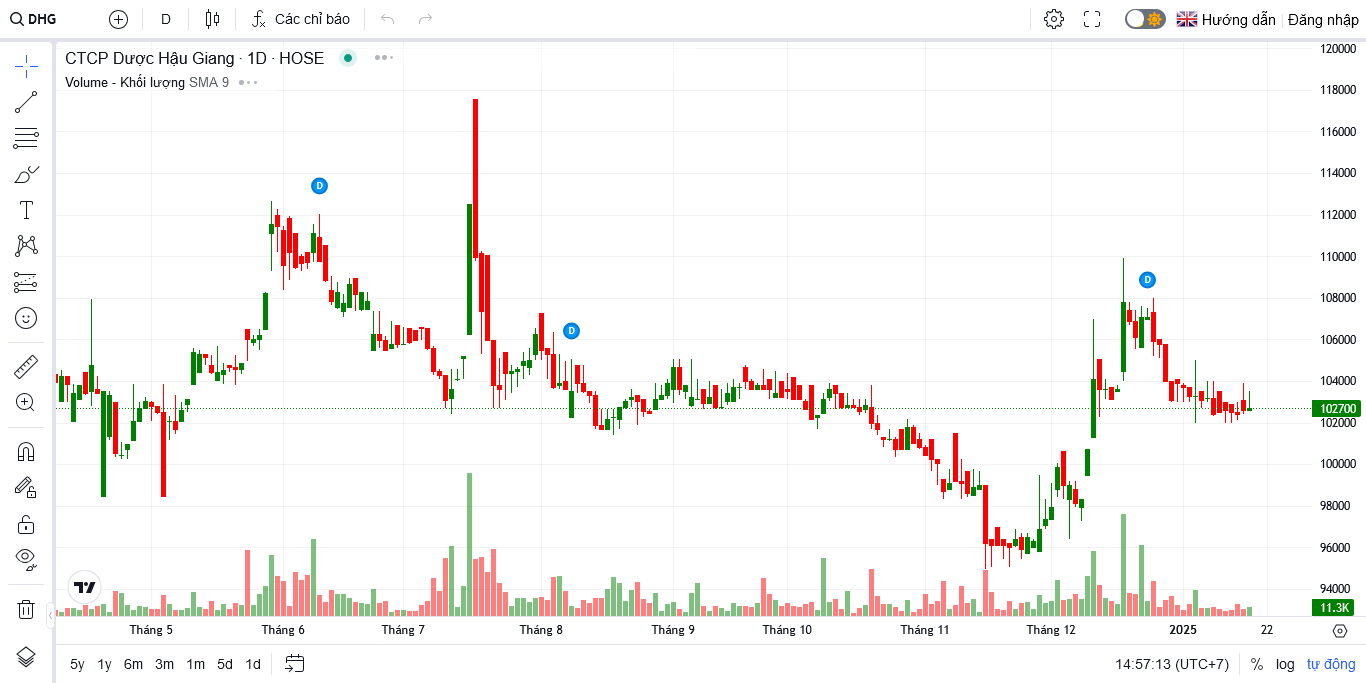 DHG D Các chỉ báo Hướng dẫn Đăng nhập
CTCP Dược Hậu Giang · 1D · HOSE
Volume - Khối lượng SMA 9
120000
118000
116000
114000
112000
110000
108000
106000
104000
102700
102000
100000
98000
96000
94000
11.3K
D
D
D
Tháng 5 Tháng 6 Tháng 7 Tháng 8 Tháng 9 Tháng 10 Tháng 11 Tháng 12 2025 22
5y 1y 6m 3m 1m 5d 1d 14:57:13 (UTC+7) % log tự động